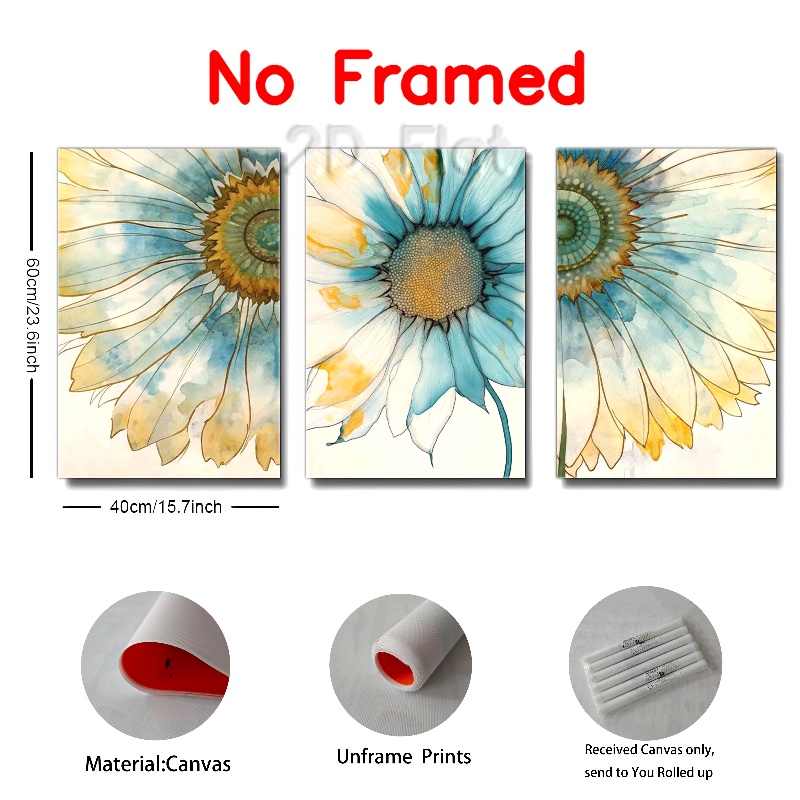 No Framed
2D Flat
60cm/23.6inch
40cm/15.7inch
Material:Canvas
Unframe Prints
Received Canvas only,
send to You Rolled up